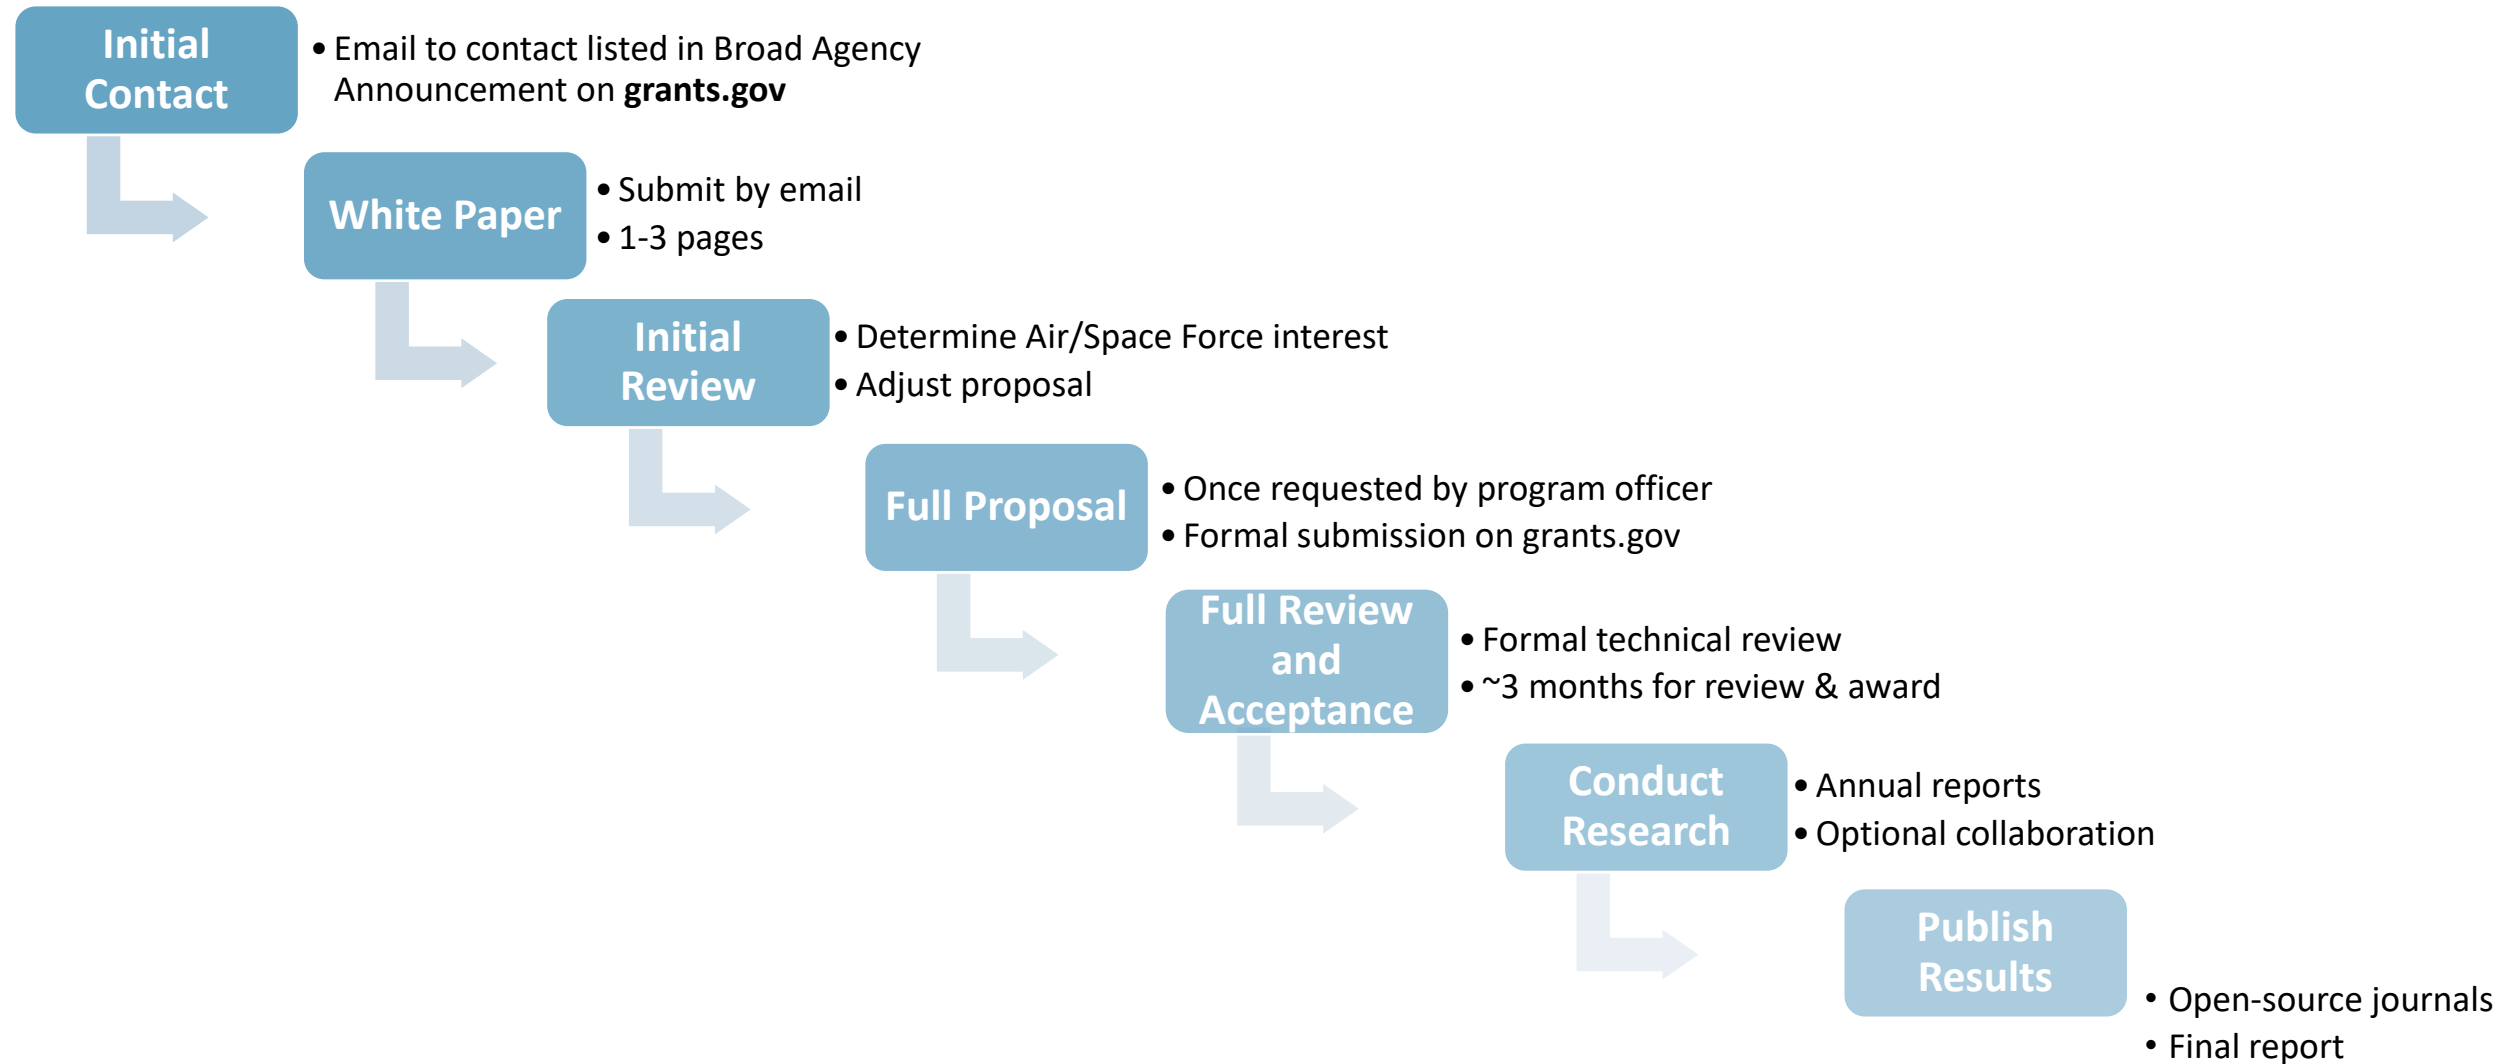 Initial
Contact
• Email to contact listed in Broad Agency
Announcement on grants.gov
White Paper
• Submit by email
• 1-3 pages
Initial
Review
• Determine Air/Space Force interest
• Adjust proposal
Full Proposal
• Once requested by program officer
• Formal submission on grants.gov
Full Review
and
Acceptance
• Formal technical review
• ~3 months for review & award
Conduct
Research
• Annual reports
• Optional collaboration
Publish
Results
• Open-source journals
• Final report